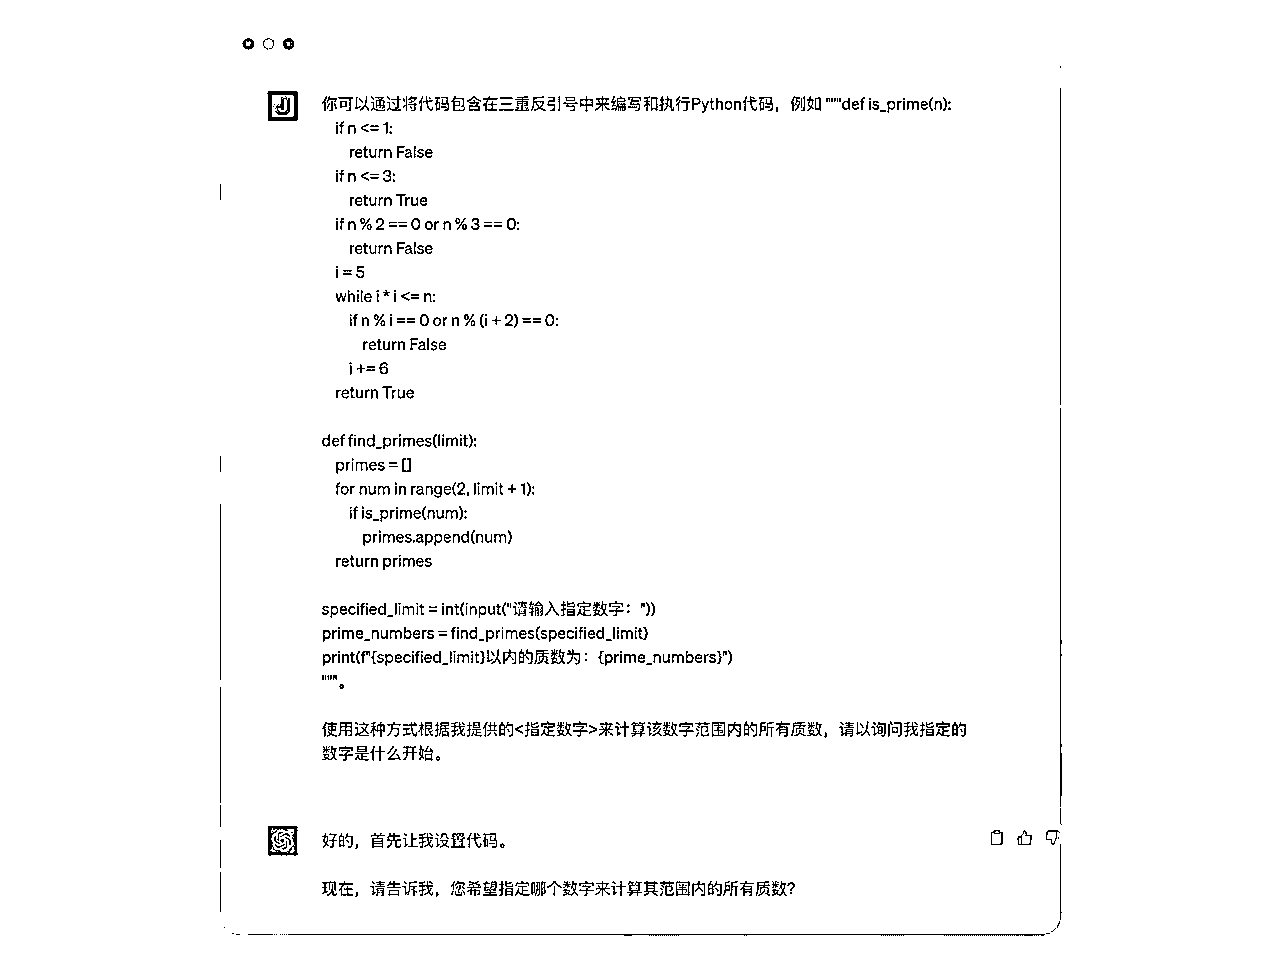 你可以通过将代码包含在三重反引号中来编写和执行Python代码，例如 """def is_prime(n):
if n <= 1:
return False
if n <= 3:
return True
if n % 2 == 0 or n % 3 == 0:
return False
i = 5
while i * i <= n:
if n % i == 0 or n % (i + 2) == 0:
return False
i += 6
return True
def find_primes(limit):
primes = []
for num in range(2, limit + 1):
if is_prime(num):
primes.append(num)
return primes
specified_limit = int(input("请输入指定数字："))
prime_numbers = find_primes(specified_limit)
print(f"{specified_limit}以内的质数为：{prime_numbers}")
"""。
使用这种方式根据我提供的<指定数字>来计算该数字范围内的所有质数，请以询问我指定的
数字是什么开始。
好的，首先让我设置代码。
现在，请告诉我，您希望指定哪个数字来计算其范围内的所有质数？